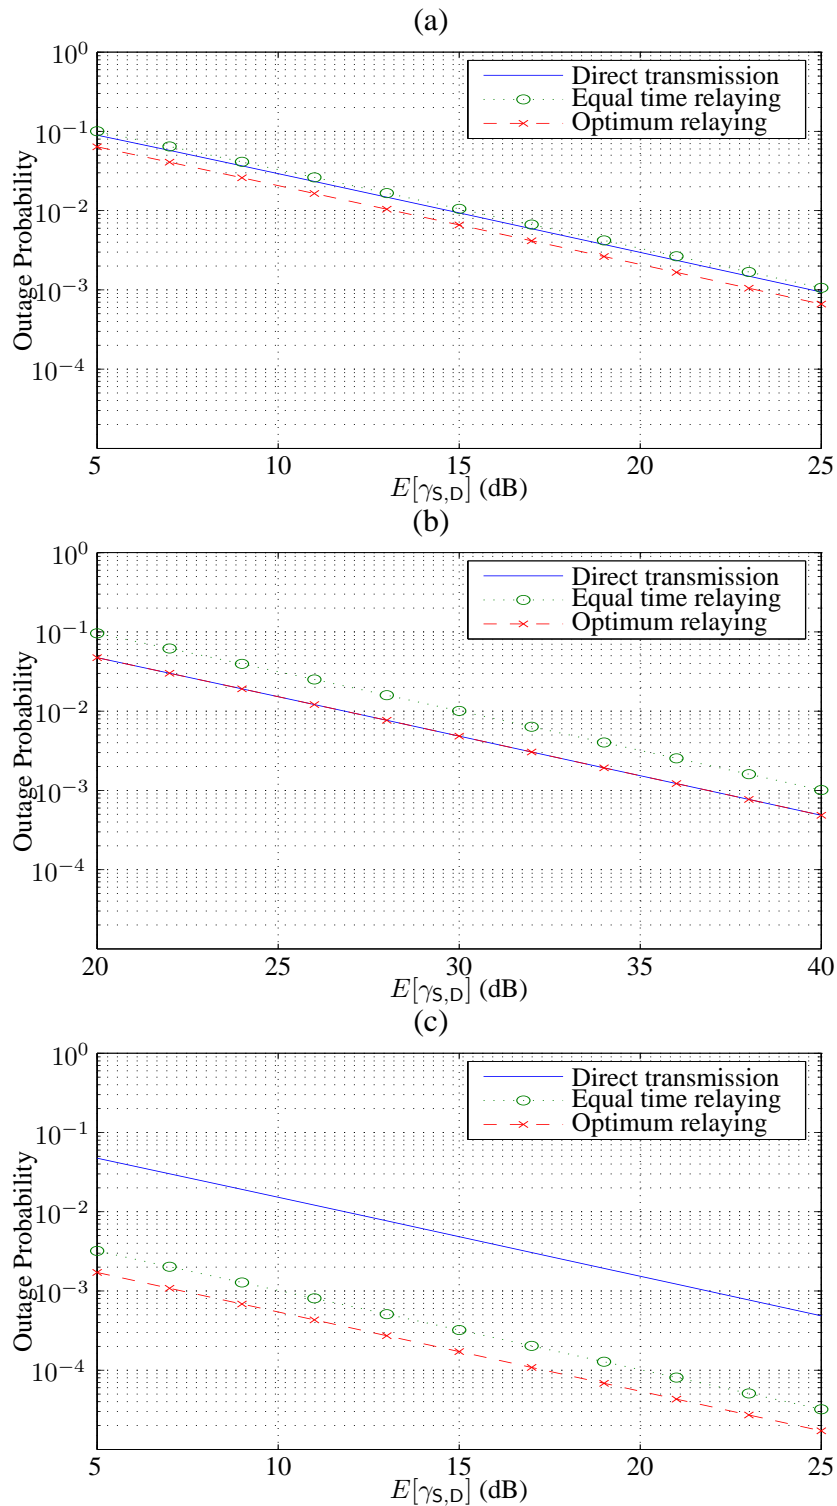 (a)
10^0
10^{-1}
10^{-2}
10^{-3}
10^{-4}
Outage Probability
Direct transmission
Equal time relaying
Optimum relaying
5 10 15 20 25
E[γ_{S,D}] (dB)
(b)
10^0
10^{-1}
10^{-2}
10^{-3}
10^{-4}
Outage Probability
Direct transmission
Equal time relaying
Optimum relaying
20 25 30 35 40
E[γ_{S,D}] (dB)
(c)
10^0
10^{-1}
10^{-2}
10^{-3}
10^{-4}
Outage Probability
Direct transmission
Equal time relaying
Optimum relaying
5 10 15 20 25
E[γ_{S,D}] (dB)